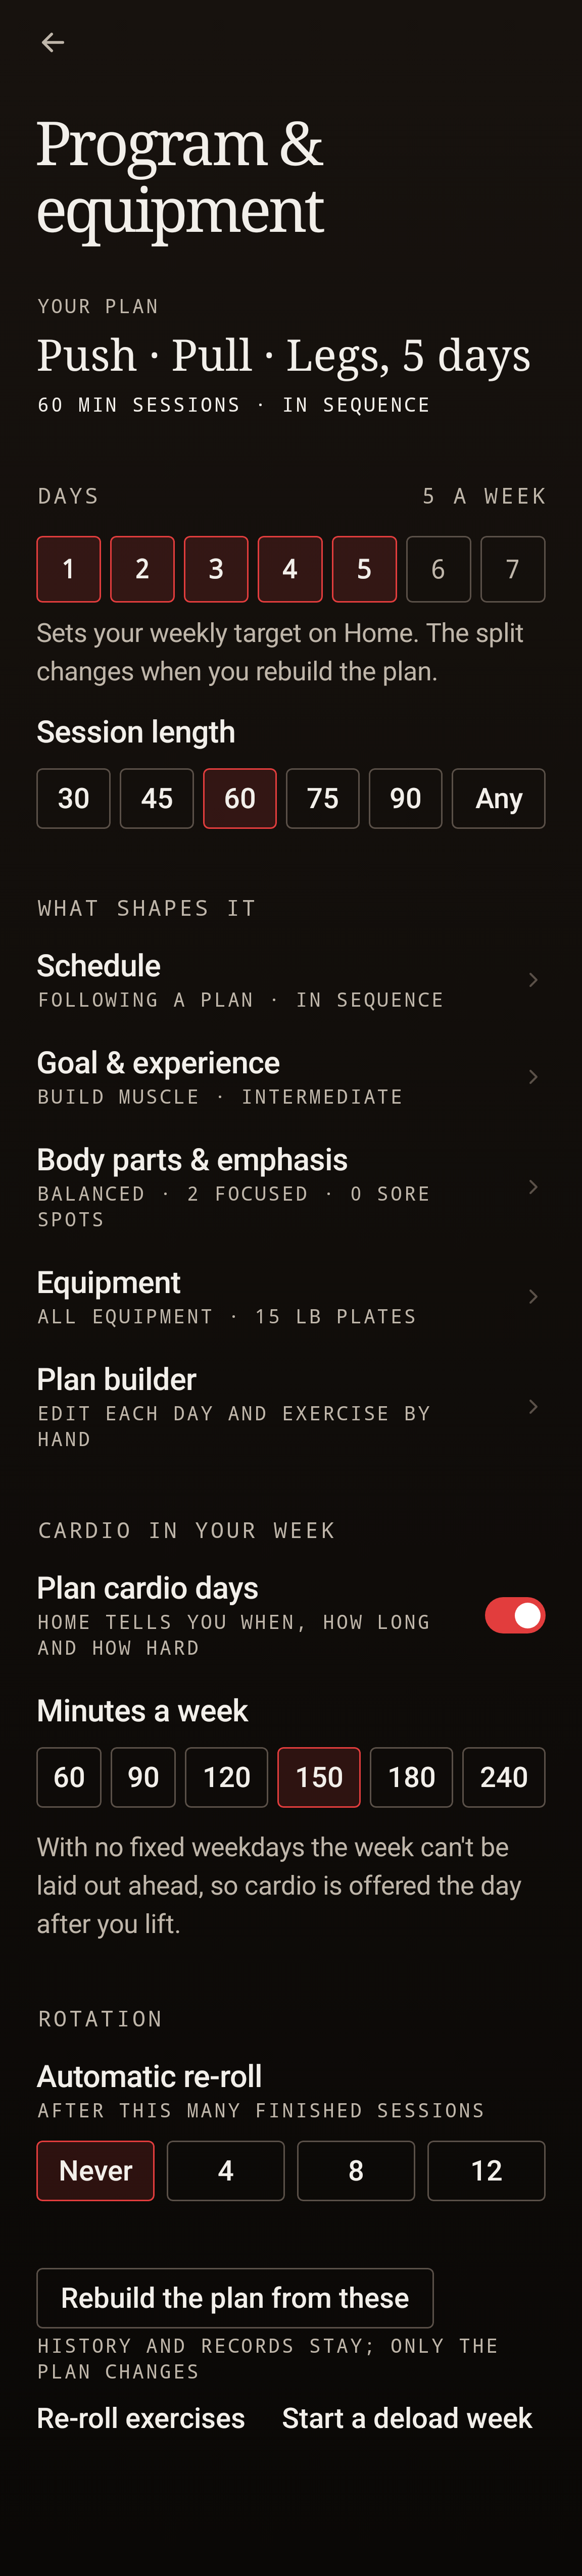 Program &
equipment
YOUR PLAN
Push · Pull · Legs, 5 days
60 MIN SESSIONS · IN SEQUENCE
DAYS 5 A WEEK
1 2 3 4 5 6 7
Sets your weekly target on Home. The split
changes when you rebuild the plan.
Session length
30 45 60 75 90 Any
WHAT SHAPES IT
Schedule
FOLLOWING A PLAN · IN SEQUENCE
Goal & experience
BUILD MUSCLE · INTERMEDIATE
Body parts & emphasis
BALANCED · 2 FOCUSED · 0 SORE
SPOTS
Equipment
ALL EQUIPMENT · 15 LB PLATES
Plan builder
EDIT EACH DAY AND EXERCISE BY
HAND
CARDIO IN YOUR WEEK
Plan cardio days
HOME TELLS YOU WHEN, HOW LONG
AND HOW HARD
Minutes a week
60 90 120 150 180 240
With no fixed weekdays the week can't be
laid out ahead, so cardio is offered the day
after you lift.
ROTATION
Automatic re-roll
AFTER THIS MANY FINISHED SESSIONS
Never 4 8 12
Rebuild the plan from these
HISTORY AND RECORDS STAY; ONLY THE
PLAN CHANGES
Re-roll exercises Start a deload week